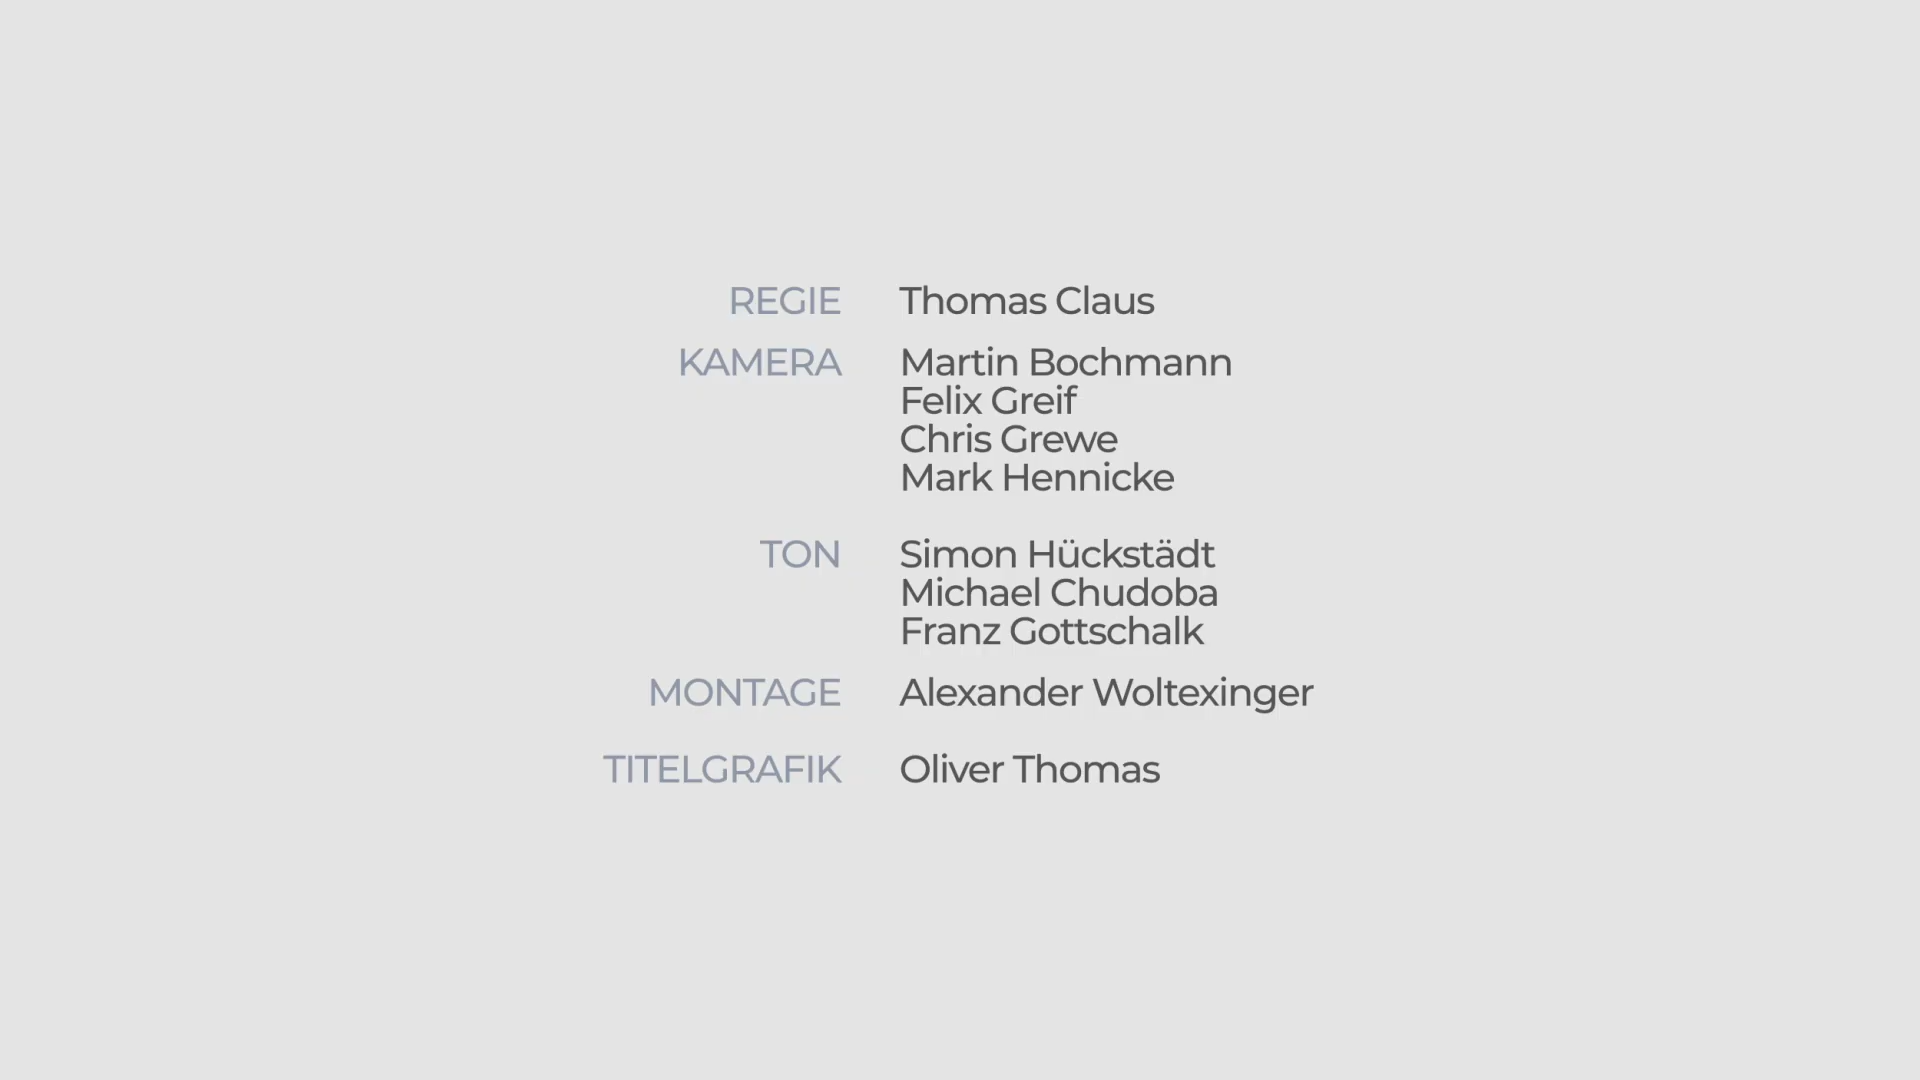 REGIE Thomas Claus
KAMERA Martin Bochmann
Felix Greif
Chris Grewe
Mark Hennicke
TON Simon Hückstädt
Michael Chudoba
Franz Gottschalk
MONTAGE Alexander Woltexinger
TITELGRAFIK Oliver Thomas